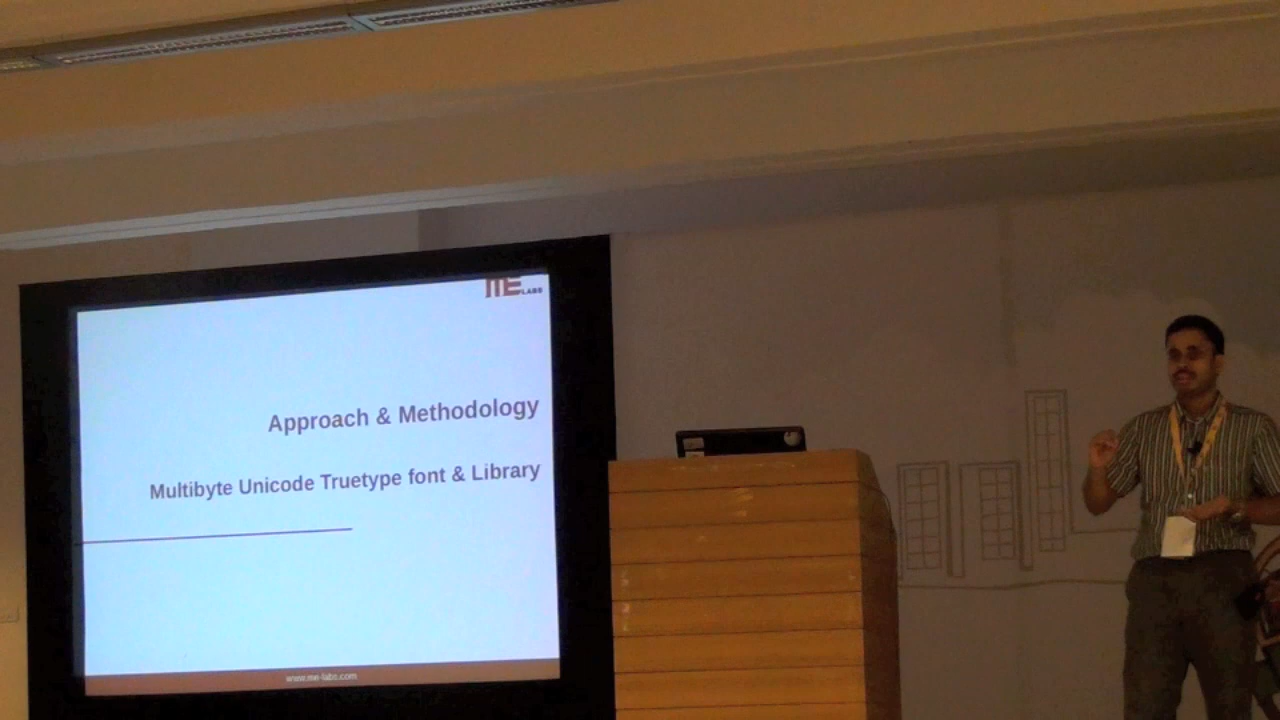 ME LABS
Approach & Methodology
Multibyte Unicode Truetype font & Library
www.me-labs.com